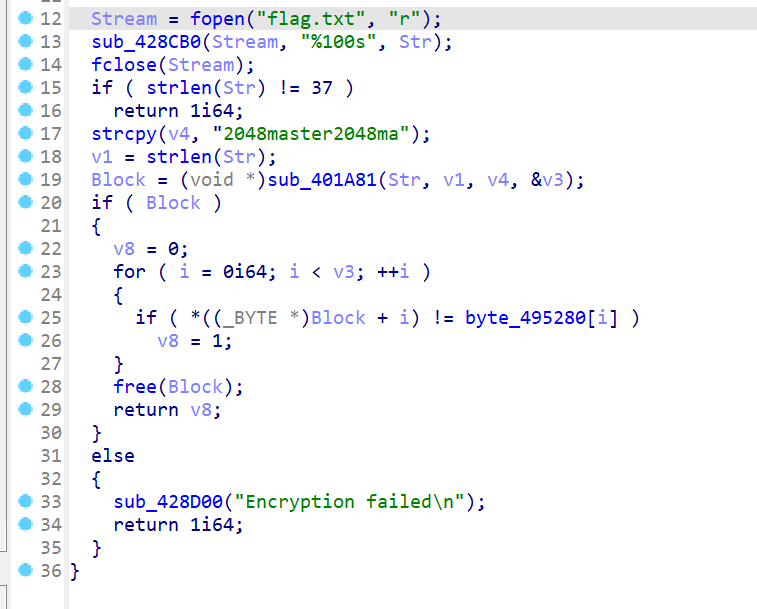 12 Stream = fopen("flag.txt", "r");
13 sub_428CB0(Stream, "%100s", Str);
14 fclose(Stream);
15 if ( strlen(Str) != 37 )
16 return 1i64;
17 strcpy(v4, "2048master2048ma");
18 v1 = strlen(Str);
19 Block = (void *)sub_401A81(Str, v1, v4, &v3);
20 if ( Block )
21 {
22 v8 = 0;
23 for ( i = 0i64; i < v3; ++i )
24 {
25 if ( *((_BYTE *)Block + i) != byte_495280[i] )
26 v8 = 1;
27 }
28 free(Block);
29 return v8;
30 }
31 else
32 {
33 sub_428D00("Encryption failed\n");
34 return 1i64;
35 }
36 }